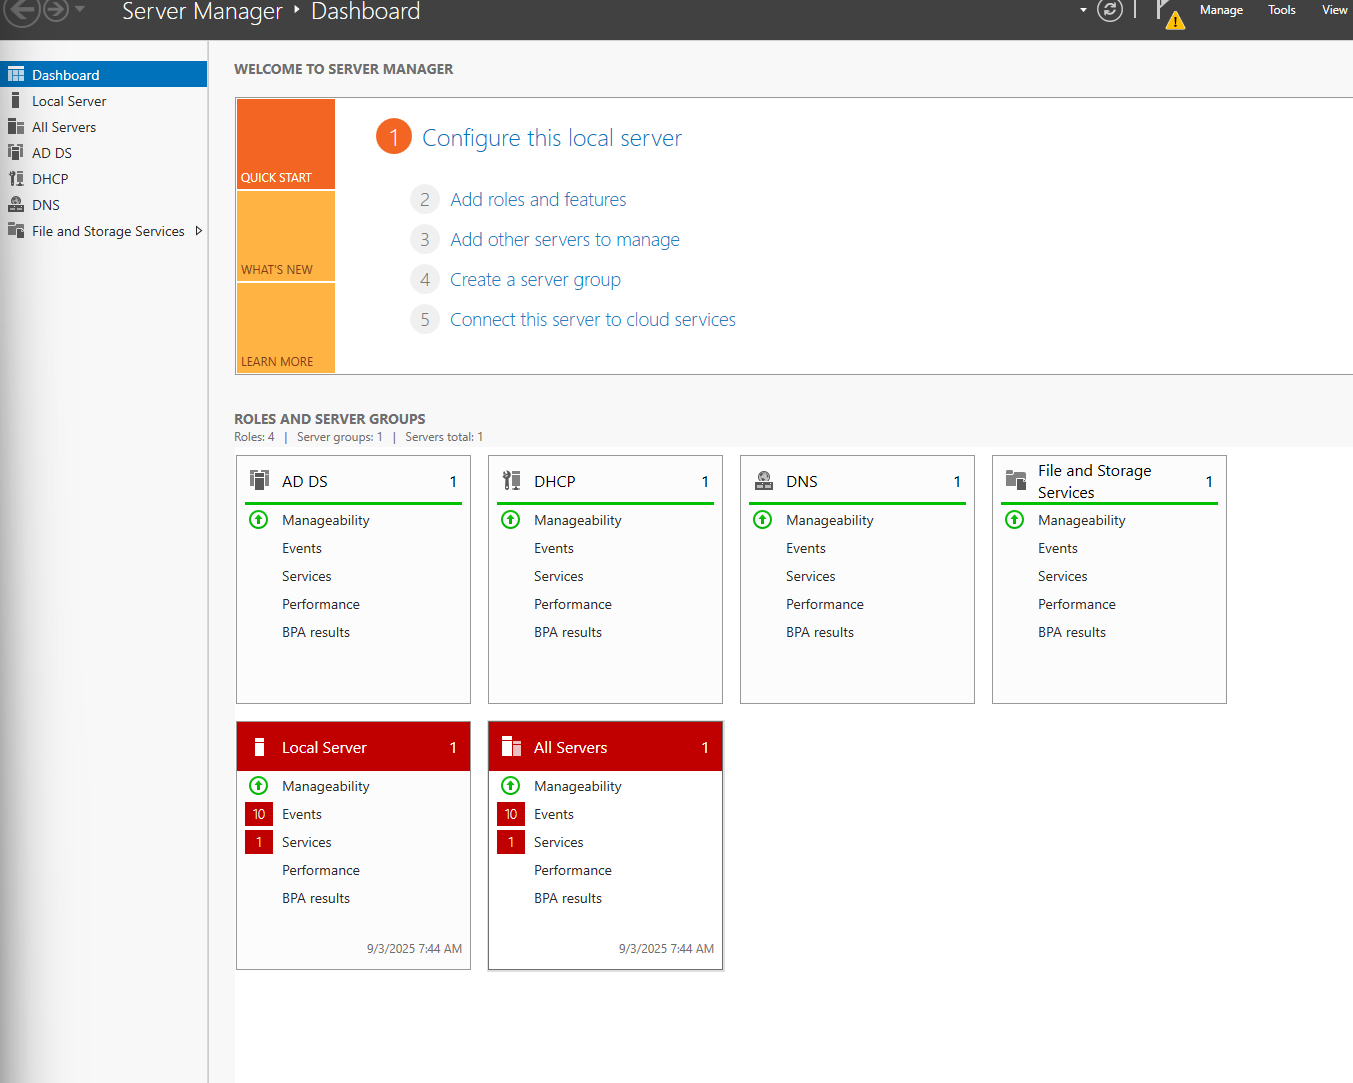 Server Manager ‣ Dashboard
Manage
Tools
View
Dashboard
Local Server
All Servers
AD DS
DHCP
DNS
File and Storage Services
WELCOME TO SERVER MANAGER
QUICK START
WHAT'S NEW
LEARN MORE
1 Configure this local server
2 Add roles and features
3 Add other servers to manage
4 Create a server group
5 Connect this server to cloud services
ROLES AND SERVER GROUPS
Roles: 4 | Server groups: 1 | Servers total: 1
AD DS 1
Manageability
Events
Services
Performance
BPA results
DHCP 1
Manageability
Events
Services
Performance
BPA results
DNS 1
Manageability
Events
Services
Performance
BPA results
File and Storage
Services 1
Manageability
Events
Services
Performance
BPA results
Local Server 1
Manageability
10 Events
1 Services
Performance
BPA results
9/3/2025 7:44 AM
All Servers 1
Manageability
10 Events
1 Services
Performance
BPA results
9/3/2025 7:44 AM